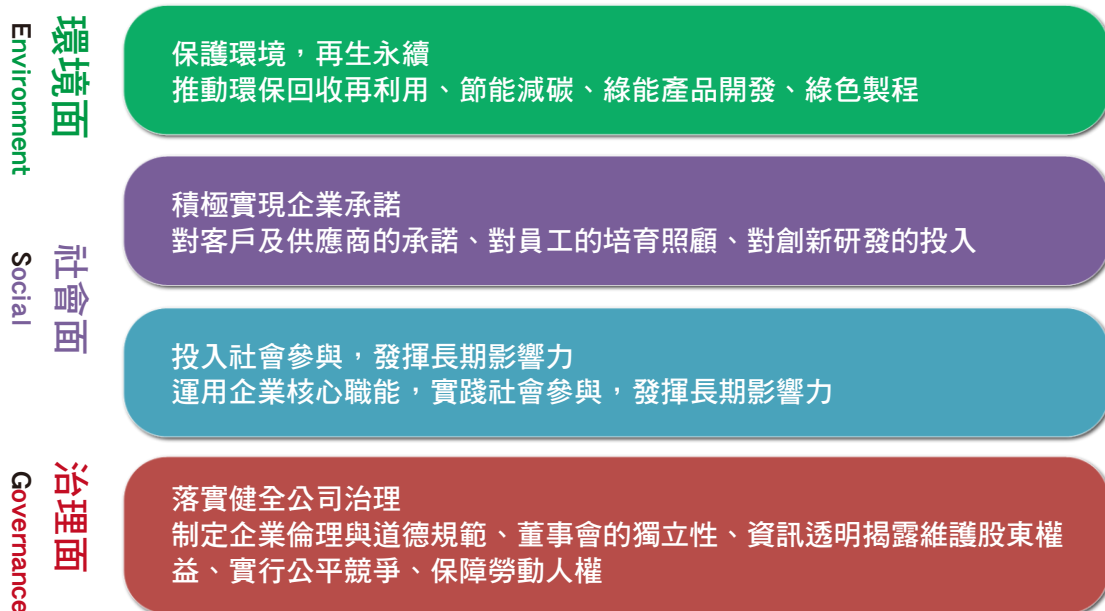 環境面
Environment
保護環境，再生永續
推動環保回收再利用、節能減碳、綠能產品開發、綠色製程
社會面
Social
積極實現企業承諾
對客戶及供應商的承諾、對員工的培育照顧、對創新研發的投入
投入社會參與，發揮長期影響力
運用企業核心職能，實踐社會參與，發揮長期影響力
治理面
Governance
落實健全公司治理
制定企業倫理與道德規範、董事會的獨立性、資訊透明揭露維護股東權
益、實行公平競爭、保障勞動人權